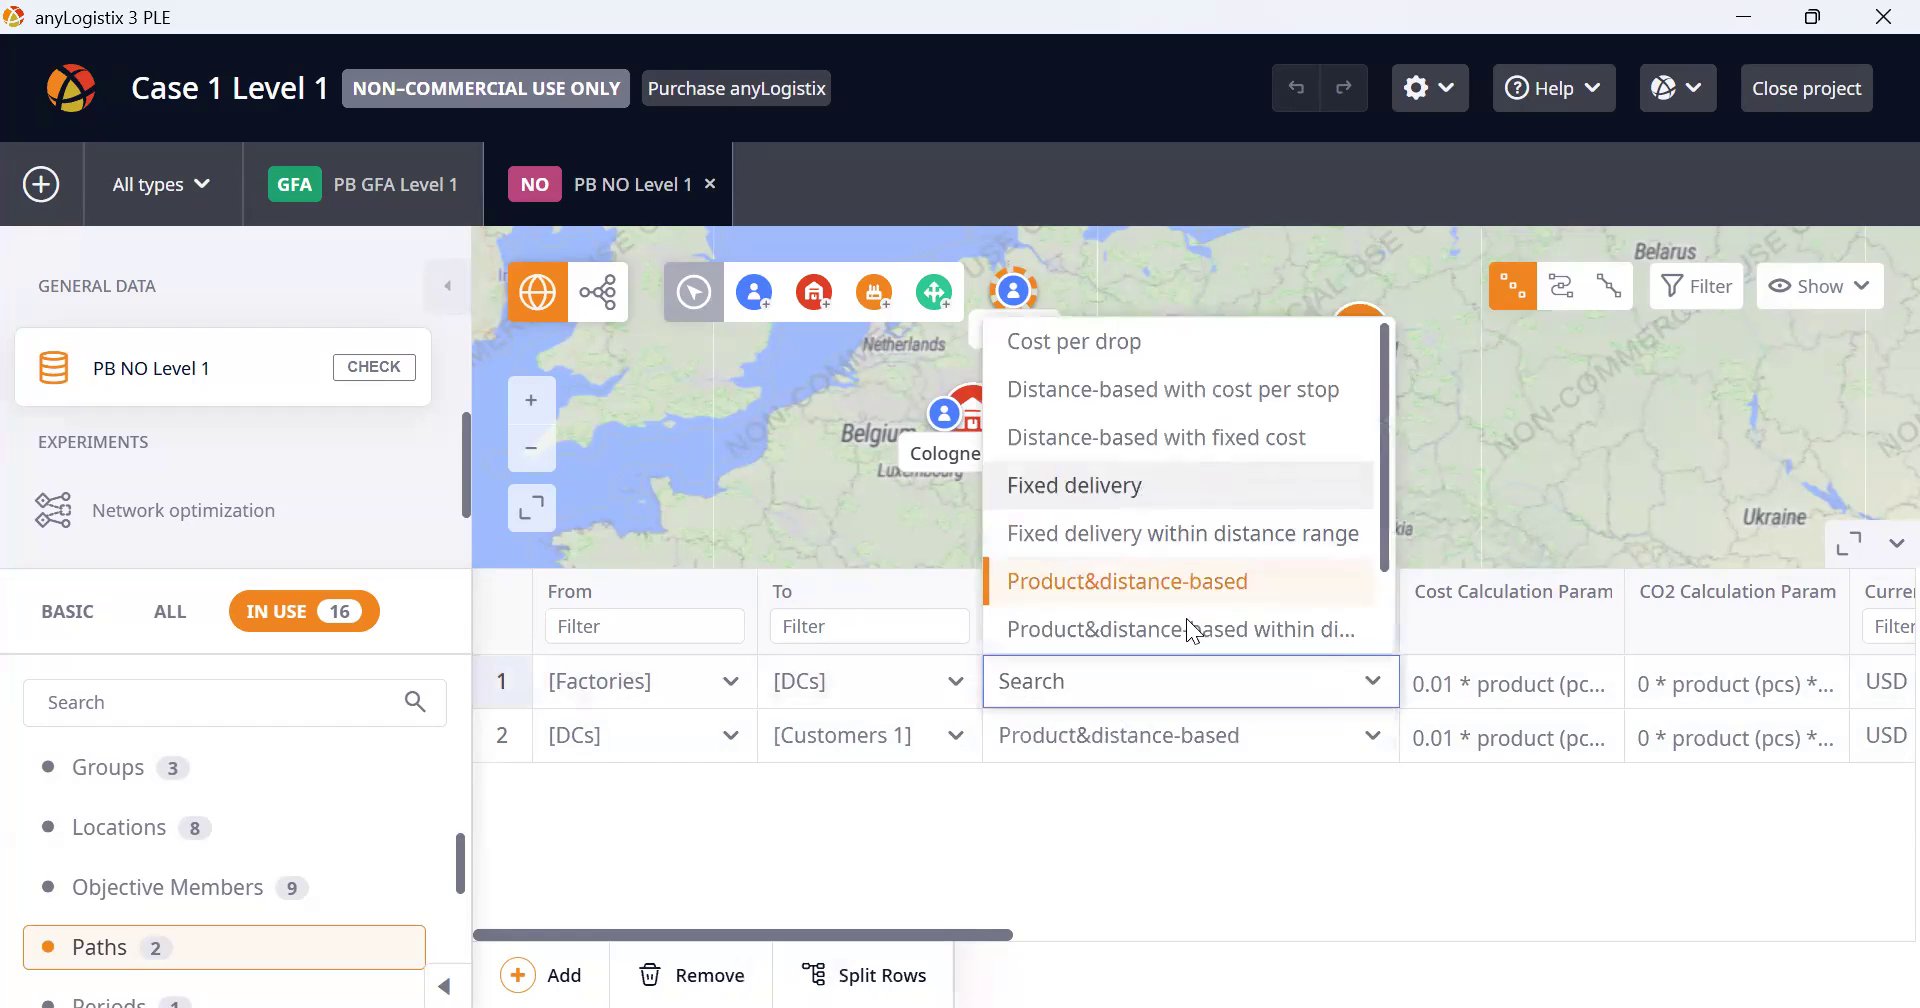 anyLogistix 3 PLE
Case 1 Level 1
NON-COMMERCIAL USE ONLY
Purchase anyLogistix
Help
Close project
All types
GFA
PB GFA Level 1
NO
PB NO Level 1
GENERAL DATA
PB NO Level 1
CHECK
EXPERIMENTS
Network optimization
BASIC
ALL
IN USE 16
Search
Groups 3
Locations 8
Objective Members 9
Paths 2
Periods 1
Belarus
Filter
Show
Netherlands
Belgium
Luxembourg
Cologne
Ukraine
Cost per drop
Distance-based with cost per stop
Distance-based with fixed cost
Fixed delivery
Fixed delivery within distance range
Product&distance-based
Product&distance-based within di...
From
To
Cost Calculation Param
CO2 Calculation Param
Curre
Filter
Filter
Filter
1
[Factories]
[DCs]
Search
0.01 * product (pc...
0 * product (pcs) *...
USD
2
[DCs]
[Customers 1]
Product&distance-based
0.01 * product (pc...
0 * product (pcs) *...
USD
Add
Remove
Split Rows